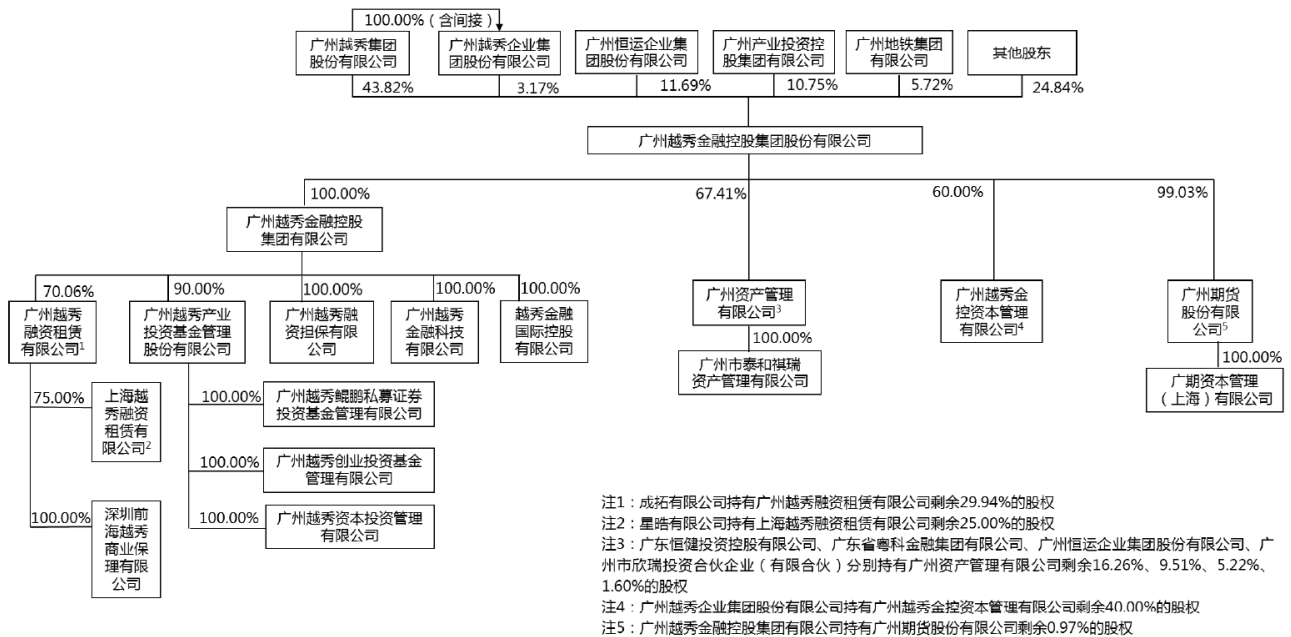 100.00%（含间接）
广州越秀集团
股份有限公司
广州越秀企业集
团股份有限公司
广州恒运企业集
团股份有限公司
广州产业投资控
股集团有限公司
广州地铁集团
有限公司
其他股东
43.82%
3.17%
11.69%
10.75%
5.72%
24.84%
广州越秀金融控股集团股份有限公司
100.00%
67.41%
60.00%
99.03%
广州越秀金融控股
集团有限公司
70.06%
90.00%
100.00%
100.00%
100.00%
广州越秀
融资租赁
有限公司1
广州越秀产业
投资基金管理
股份有限公司
广州越秀融
资担保有限
公司
广州越秀
金融科技
有限公司
越秀金融
国际控股
有限公司
广州资产管理
有限公司3
广州越秀金
控资本管理
有限公司4
广州期货
股份有限
公司5
100.00%
广州市泰和祺瑞
资产管理有限公司
100.00%
广期资本管理
（上海）有限公司
75.00%
上海越
秀融资
租赁有
限公司2
100.00%
深圳前
海越秀
商业保
理有限
公司
100.00%
广州越秀鲲鹏私募证券
投资基金管理有限公司
100.00%
广州越秀创业投资基金
管理有限公司
100.00%
广州越秀资本投资管理
有限公司
注1：成拓有限公司持有广州越秀融资租赁有限公司剩余29.94%的股权
注2：星皓有限公司持有上海越秀融资租赁有限公司剩余25.00%的股权
注3：广东恒健投资控股有限公司、广东省粤科金融集团有限公司、广州恒运企业集团股份有限公司、广
州市欣瑞投资合伙企业（有限合伙）分别持有广州资产管理有限公司剩余16.26%、9.51%、5.22%、
1.60%的股权
注4：广州越秀企业集团股份有限公司持有广州越秀金控资本管理有限公司剩余40.00%的股权
注5：广州越秀金融控股集团有限公司持有广州期货股份有限公司剩余0.97%的股权